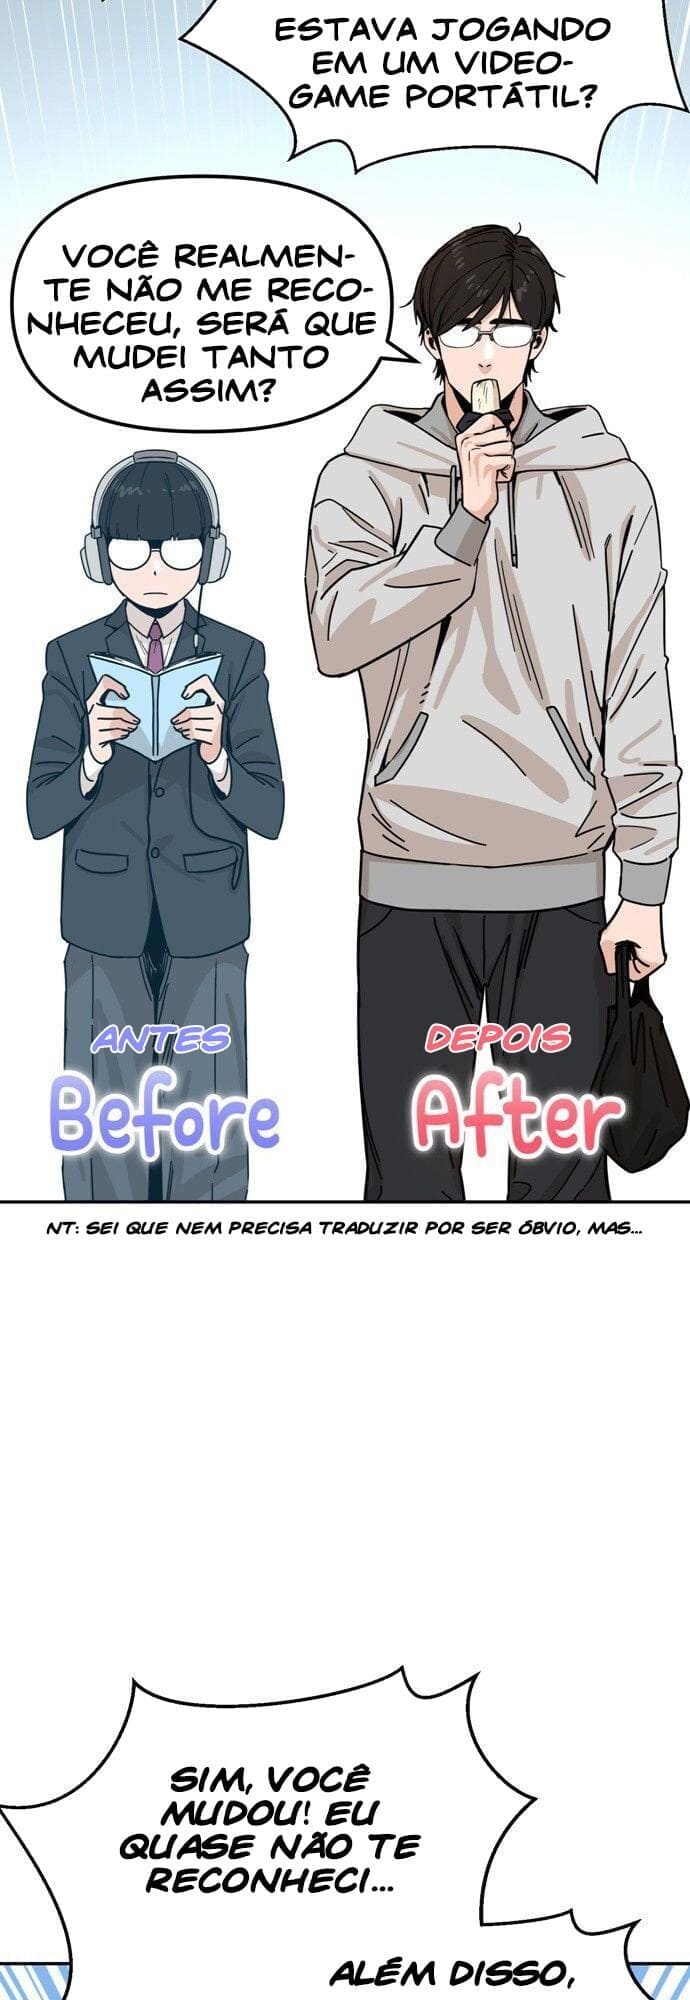 ESTAVA JOGANDO
EM UM VIDEO-
GAME PORTÁTIL?
VOCÊ REALMEN-
TE NÃO ME RECO-
NHECEU, SERÁ QUE
MUDEI TANTO
ASSIM?
ANTES
Before
DEPOIS
After
NT: SEI QUE NEM PRECISA TRADUZIR POR SER ÓBVIO, MAS...
SIM, VOCÊ
MUDOU! EU
QUASE NÃO TE
RECONHECI...
ALÉM DISSO,